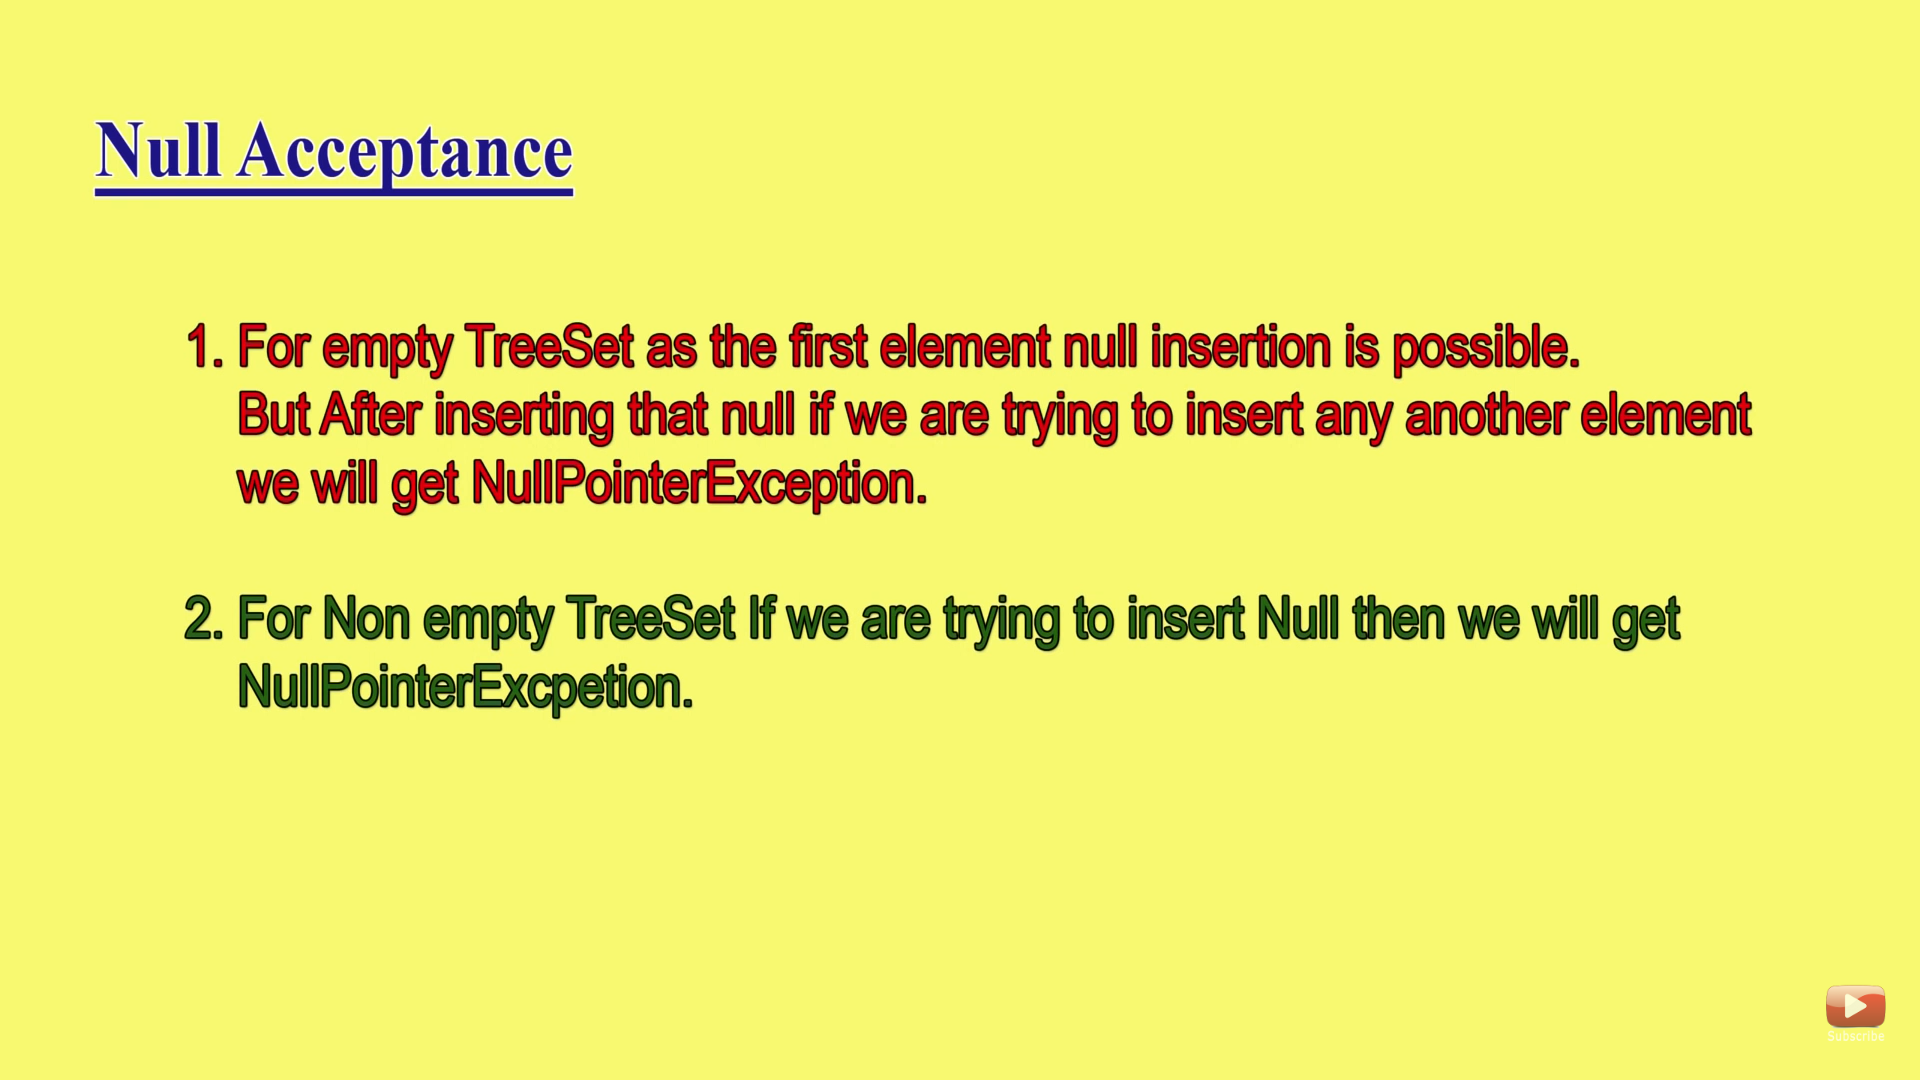 Null Acceptance
1. For empty TreeSet as the first element null insertion is possible.
But After inserting that null if we are trying to insert any another element
we will get NullPointerException.
2. For Non empty TreeSet If we are trying to insert Null then we will get
NullPointerExcpetion.
Subscribe